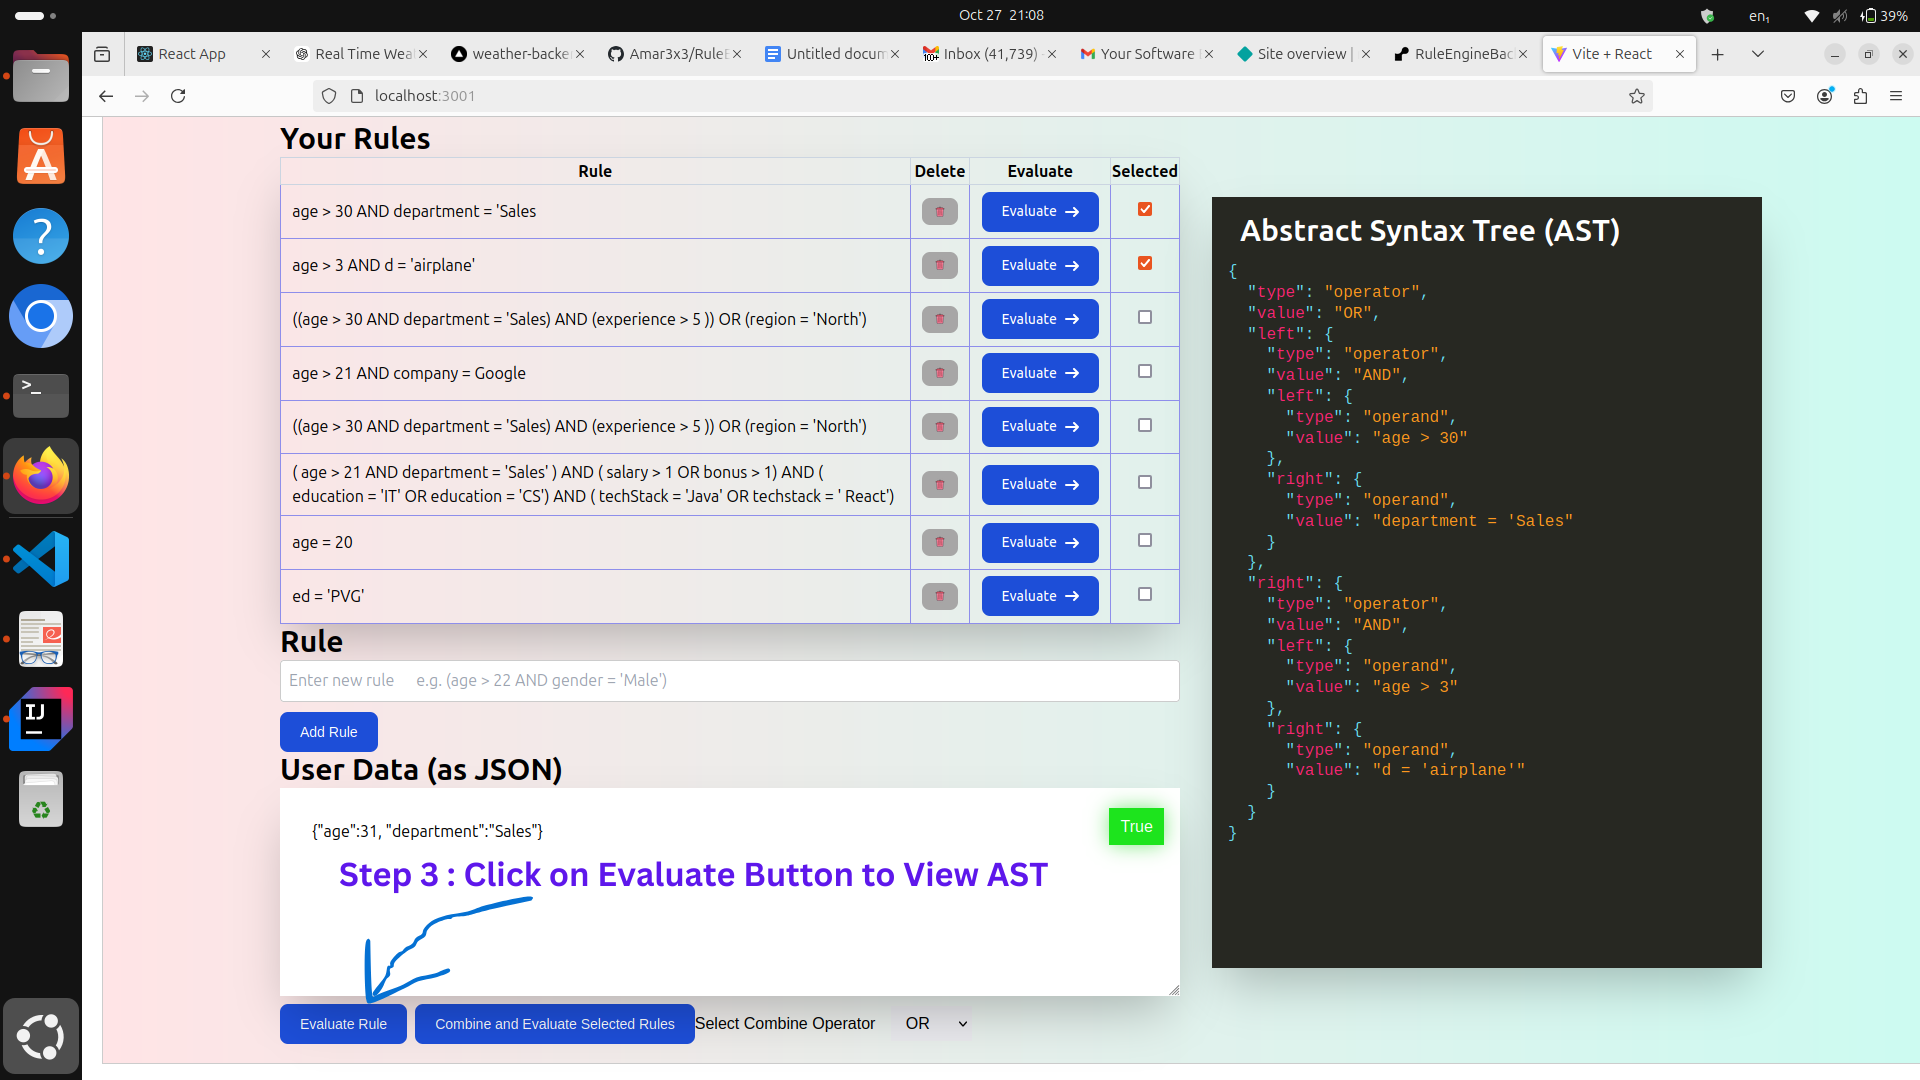 Oct 27 21:08
en₁
39%
React App
Real Time Wea
weather-backe
Amar3x3/RuleE
Untitled docum
Inbox (41,739)
Your Software
Site overview |
RuleEngineBac
Vite + React
localhost:3001
Your Rules
Rule Delete Evaluate Selected
age > 30 AND department = 'Sales Evaluate →
age > 3 AND d = 'airplane' Evaluate →
((age > 30 AND department = 'Sales) AND (experience > 5 )) OR (region = 'North') Evaluate →
age > 21 AND company = Google Evaluate →
((age > 30 AND department = 'Sales) AND (experience > 5 )) OR (region = 'North') Evaluate →
( age > 21 AND department = 'Sales' ) AND ( salary > 1 OR bonus > 1) AND (
education = 'IT' OR education = 'CS') AND ( techStack = 'Java' OR techstack = ' React') Evaluate →
age = 20 Evaluate →
ed = 'PVG' Evaluate →
Rule
Enter new rule e.g. (age > 22 AND gender = 'Male')
Add Rule
User Data (as JSON)
{"age":31, "department":"Sales"}
True
Step 3 : Click on Evaluate Button to View AST
Evaluate Rule
Combine and Evaluate Selected Rules
Select Combine Operator OR
Abstract Syntax Tree (AST)
{
"type": "operator",
"value": "OR",
"left": {
"type": "operator",
"value": "AND",
"left": {
"type": "operand",
"value": "age > 30"
},
"right": {
"type": "operand",
"value": "department = 'Sales"
}
},
"right": {
"type": "operator",
"value": "AND",
"left": {
"type": "operand",
"value": "age > 3"
},
"right": {
"type": "operand",
"value": "d = 'airplane'"
}
}
}